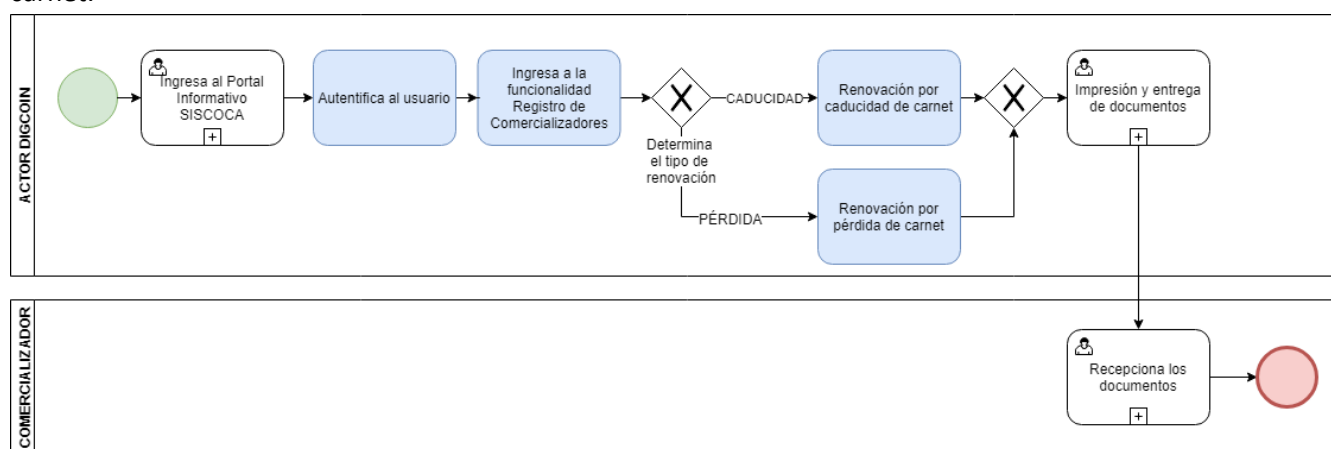 carnet.
ACTOR DIGCOIN
Ingresa al Portal
Informativo
SISCOCA
Autentifica al usuario
Ingresa a la
funcionalidad
Registro de
Comercializadores
Determina
el tipo de
renovación
CADUCIDAD
PÉRDIDA
Renovación por
caducidad de carnet
Renovación por
pérdida de carnet
Impresión y entrega
de documentos
COMERCIALIZADOR
Recepciona los
documentos